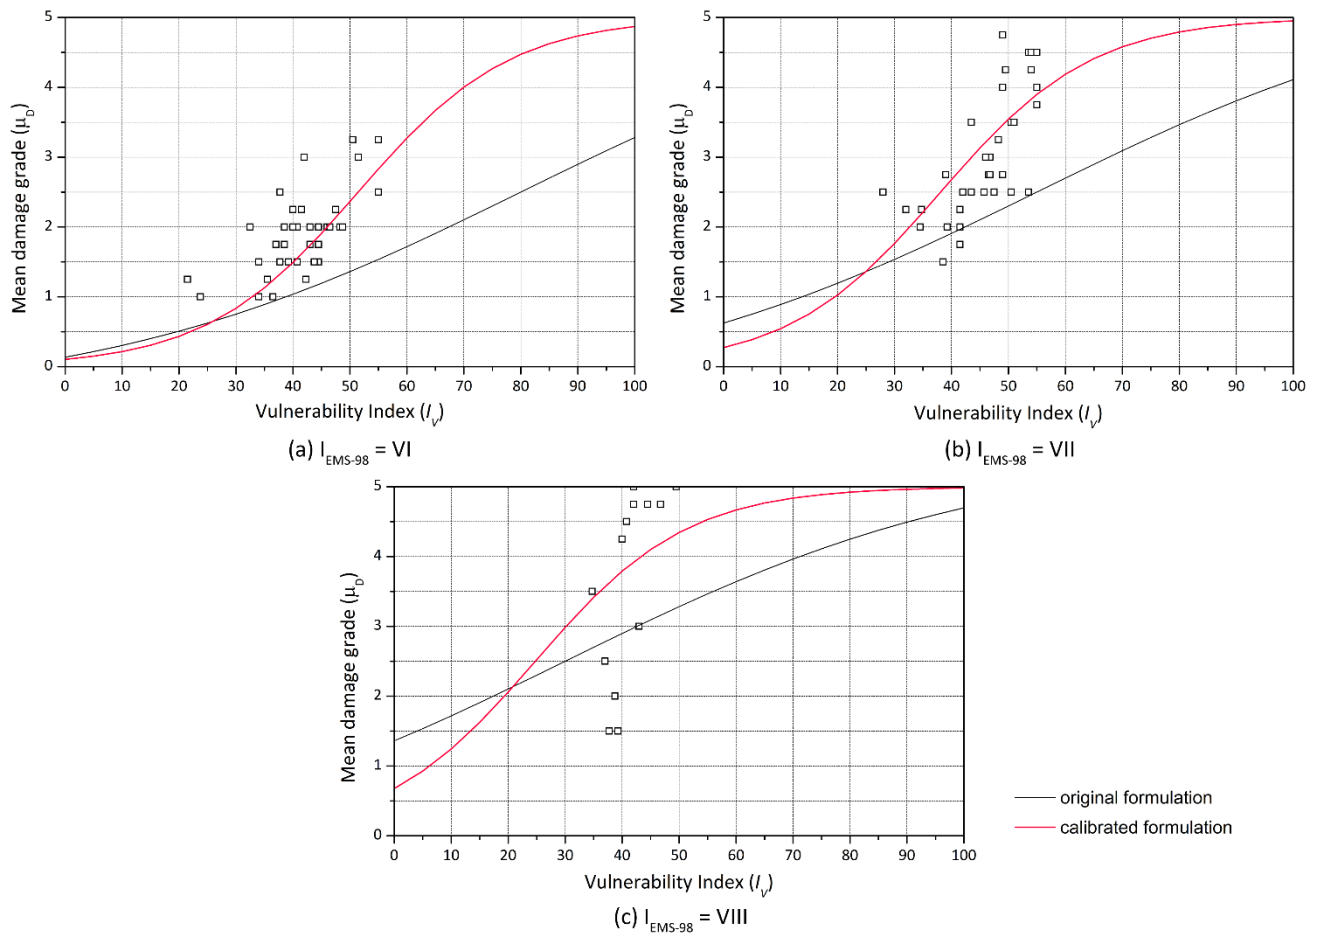 5
4
3
2
1
0
Mean damage grade (μD)
0 10 20 30 40 50 60 70 80 90 100
Vulnerability Index (IV)
(a) IEMS-98 = VI
5
4
3
2
1
0
Mean damage grade (μD)
0 10 20 30 40 50 60 70 80 90 100
Vulnerability Index (IV)
(b) IEMS-98 = VII
5
4
3
2
1
0
Mean damage grade (μD)
0 10 20 30 40 50 60 70 80 90 100
Vulnerability Index (IV)
(c) IEMS-98 = VIII
original formulation
calibrated formulation